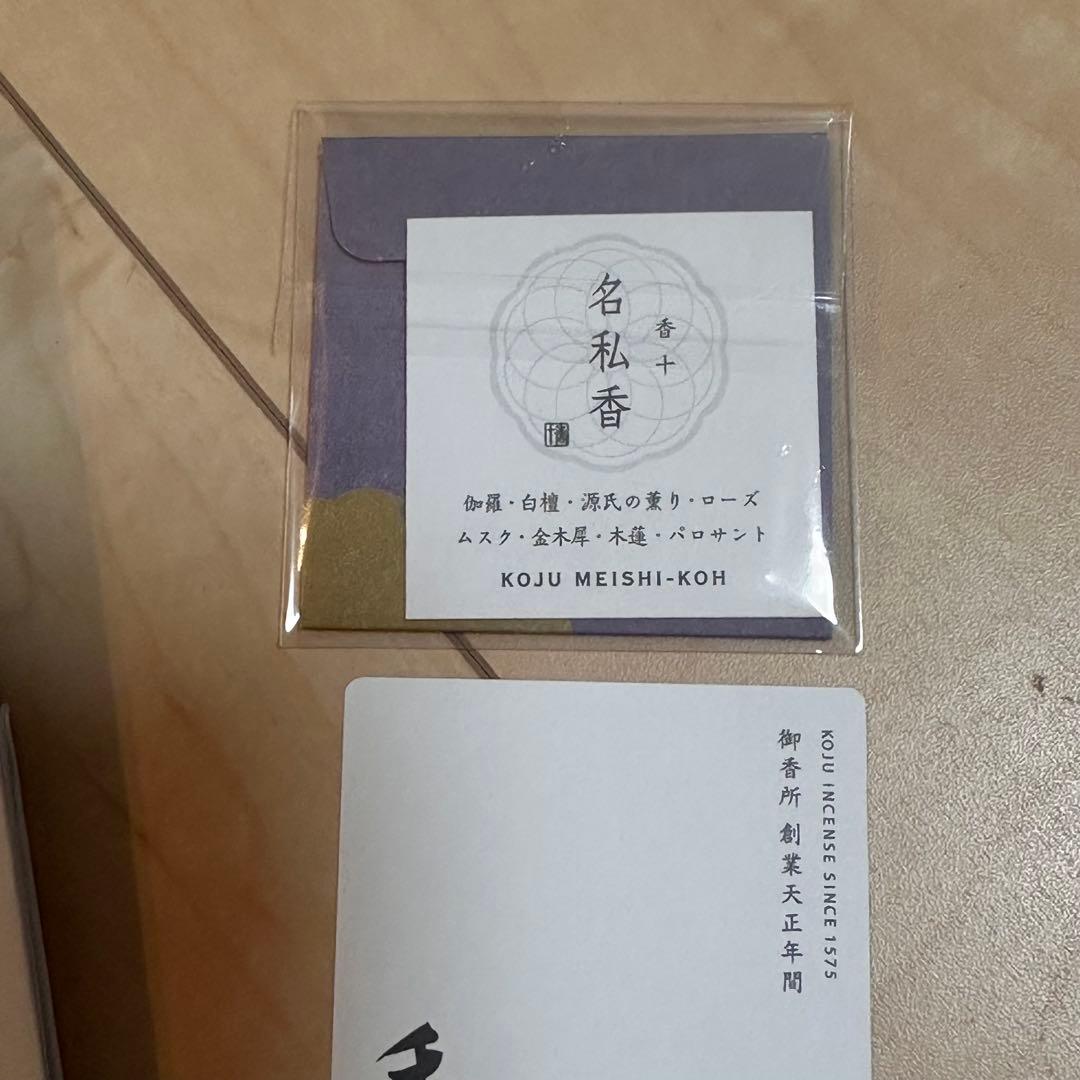 香十
名私香
伽羅・白檀・源氏の薫り・ローズ
ムスク・金木犀・木蓮・パロサント
KOJU MEISHI-KOH
KOJU INCENSE SINCE 1575
御香所 創業天正年間